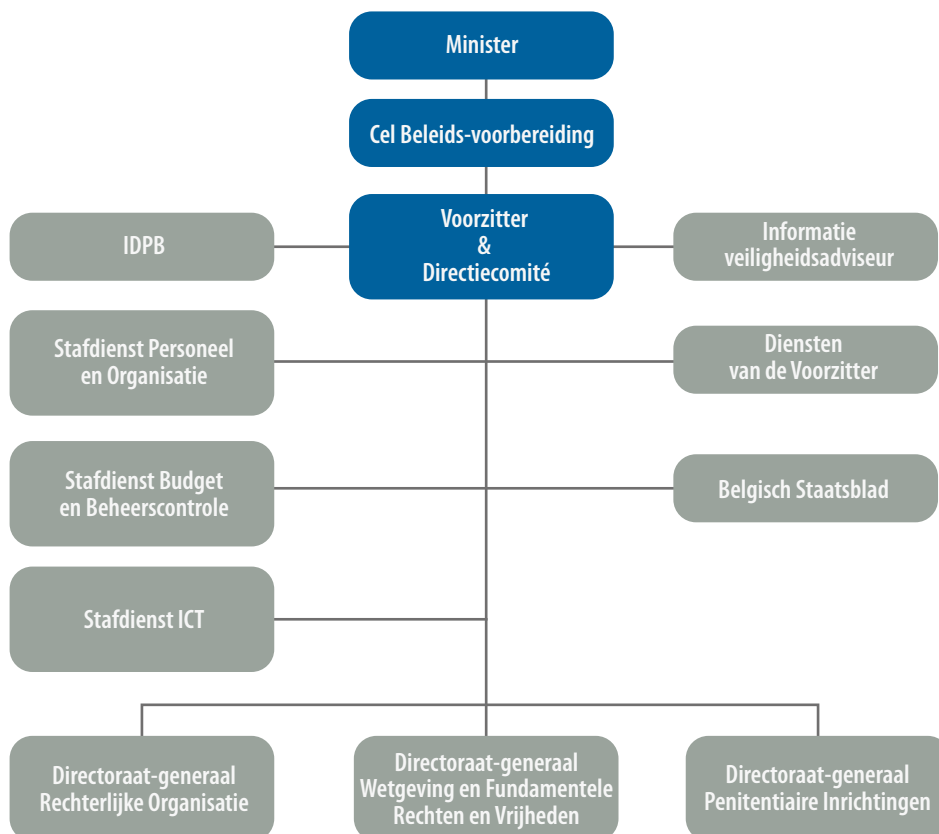 Minister
Cel Beleids-voorbereiding
Voorzitter
&
Directiecomité
IDPB
Informatie
veiligheidsadviseur
Stafdienst Personeel
en Organisatie
Diensten
van de Voorzitter
Stafdienst Budget
en Beheerscontrole
Belgisch Staatsblad
Stafdienst ICT
Directoraat-generaal
Rechterlijke Organisatie
Directoraat-generaal
Wetgeving en Fundamentele
Rechten en Vrijheden
Directoraat-generaal
Penitentiaire Inrichtingen